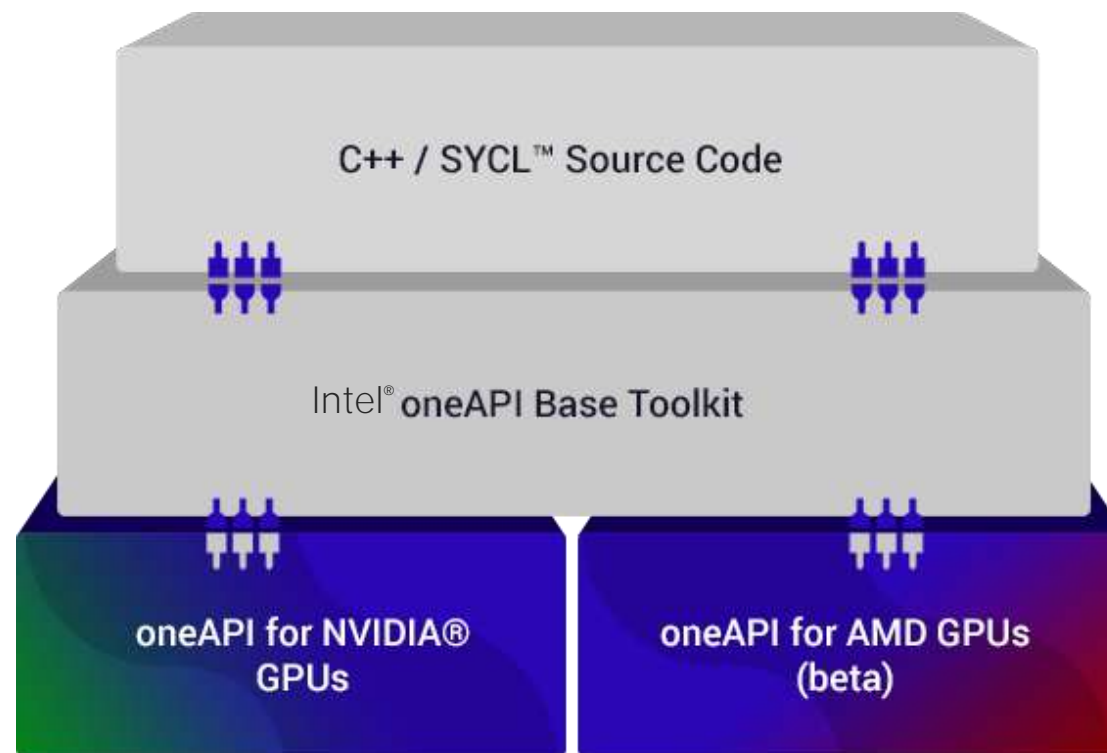 C++ / SYCL™ Source Code
Intel® oneAPI Base Toolkit
oneAPI for NVIDIA®
GPUs
oneAPI for AMD GPUs
(beta)